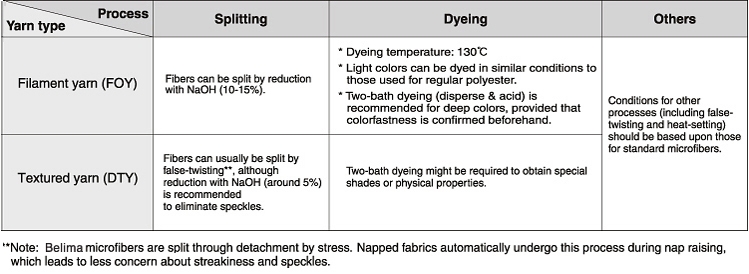 Process
Yarn type
Splitting
Dyeing
Others
Filament yarn (FOY)
Fibers can be split by reduction
with NaOH (10-15%).
* Dyeing temperature: 130℃
* Light colors can be dyed in similar conditions to
those used for regular polyester.
* Two-bath dyeing (disperse & acid) is
recommended for deep colors, provided that
colorfastness is confirmed beforehand.
Conditions for other
processes (including false-
twisting and heat-setting)
should be based upon those
for standard microfibers.
Textured yarn (DTY)
Fibers can usually be split by
false-twisting**, although
reduction with NaOH (around 5%)
is recommended
to eliminate speckles.
Two-bath dyeing might be required to obtain special
shades or physical properties.
**Note: Belima microfibers are split through detachment by stress. Napped fabrics automatically undergo this process during nap raising,
which leads to less concern about streakiness and speckles.